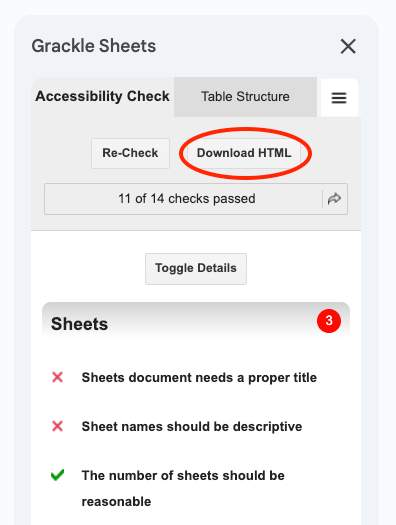 Grackle Sheets
Accessibility Check
Table Structure
Re-Check
Download HTML
11 of 14 checks passed
Toggle Details
Sheets
3
Sheets document needs a proper title
Sheet names should be descriptive
The number of sheets should be
reasonable